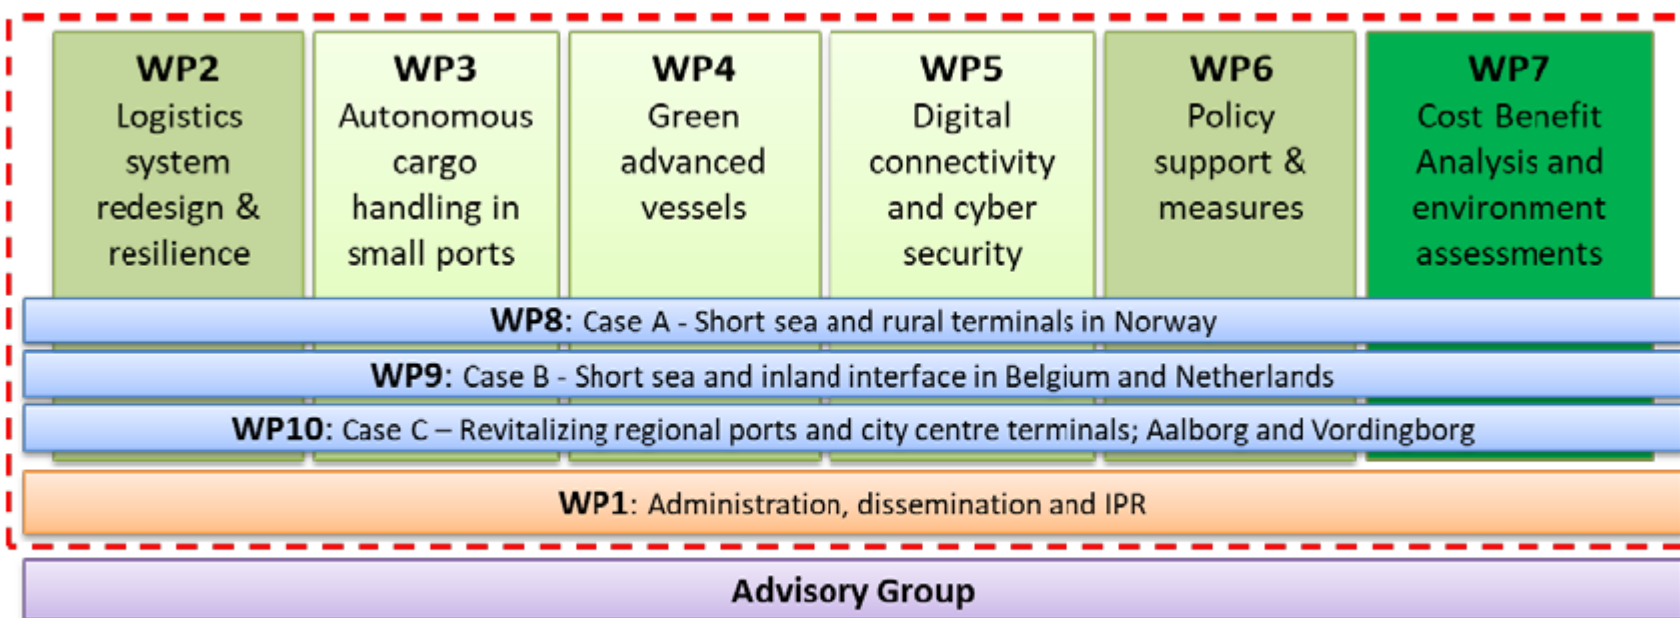 WP2
Logistics
system
redesign &
resilience
WP3
Autonomous
cargo
handling in
small ports
WP4
Green
advanced
vessels
WP5
Digital
connectivity
and cyber
security
WP6
Policy
support &
measures
WP7
Cost Benefit
Analysis and
environment
assessments
WP8: Case A - Short sea and rural terminals in Norway
WP9: Case B - Short sea and inland interface in Belgium and Netherlands
WP10: Case C – Revitalizing regional ports and city centre terminals; Aalborg and Vordingborg
WP1: Administration, dissemination and IPR
Advisory Group